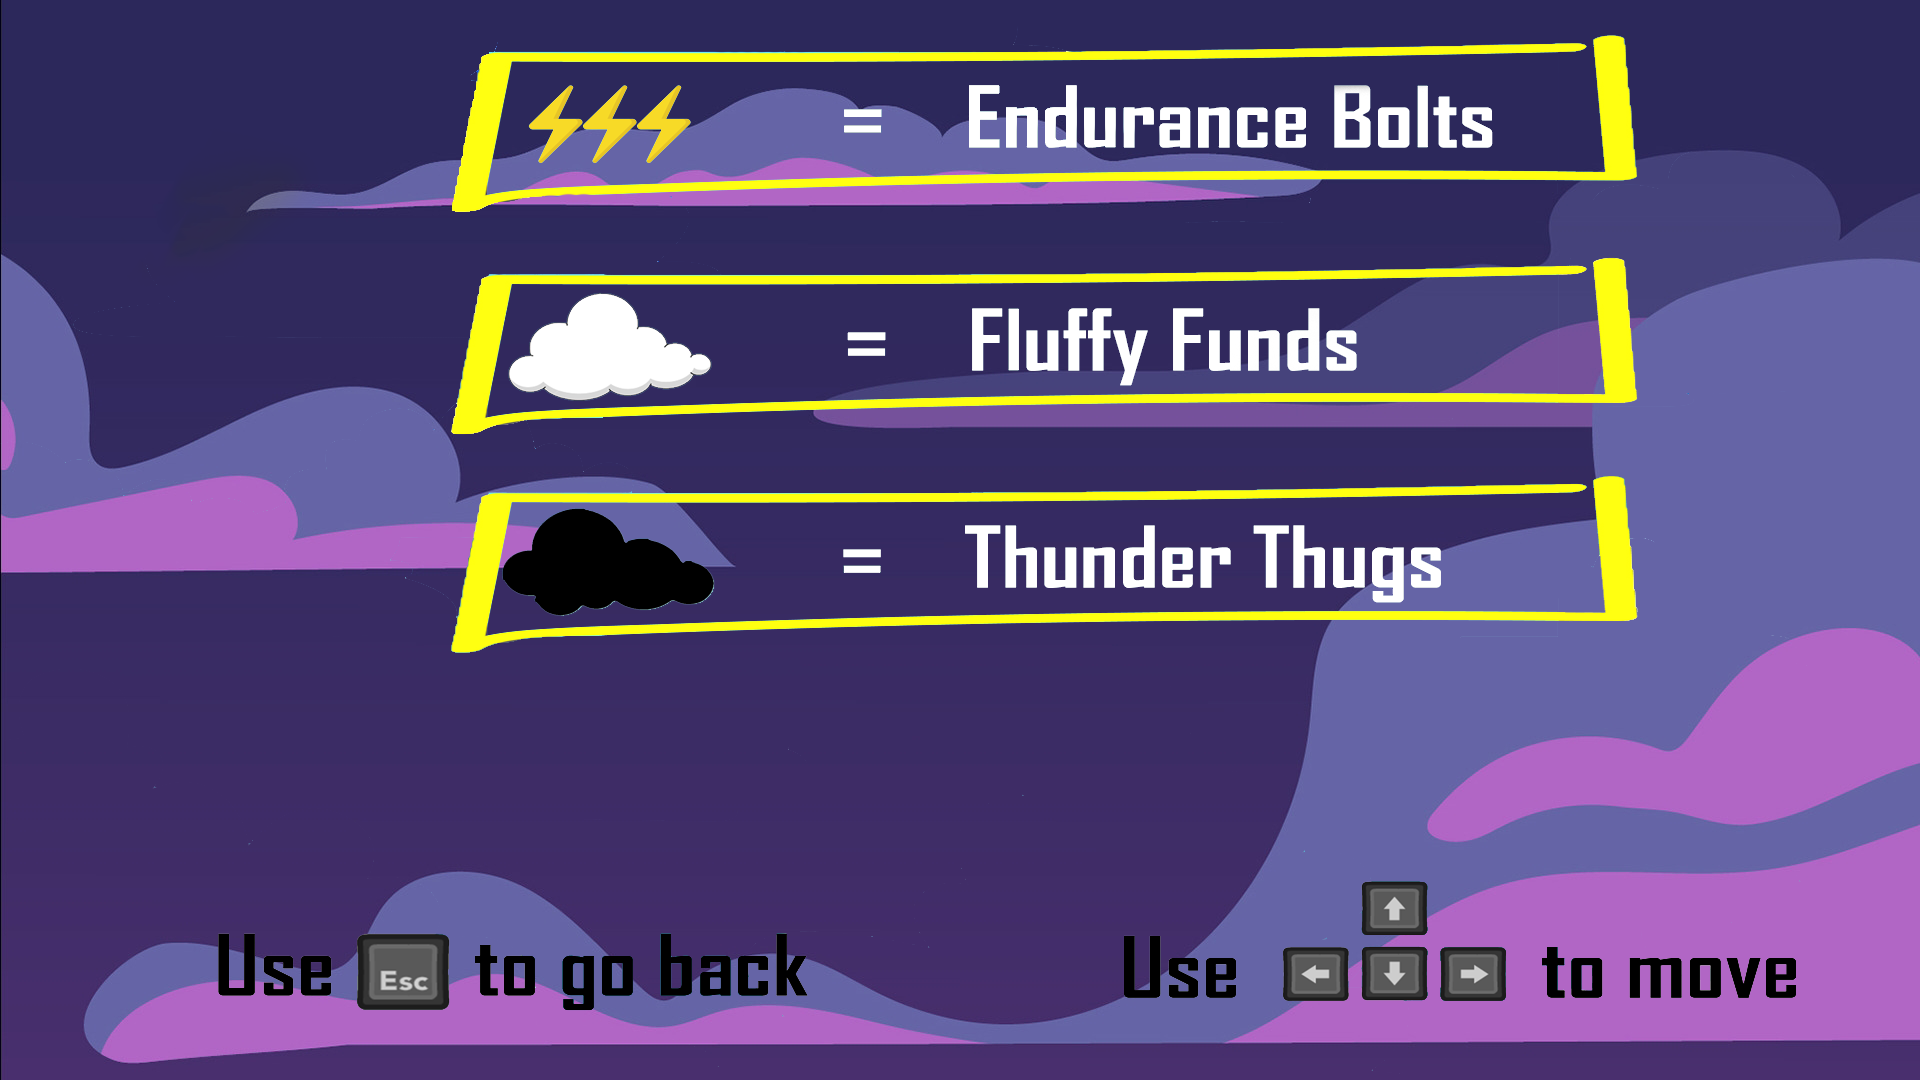 = Endurance Bolts
= Fluffy Funds
= Thunder Thugs
Use Esc to go back
Use ↑ ← ↓ → to move